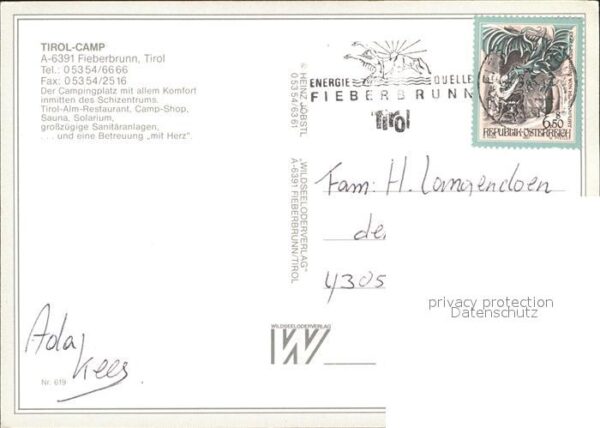 TIROL-CAMP
A-6391 Fieberbrunn, Tirol
Tel.: 05354/6666
Fax: 05354/2516
Der Campingplatz mit allem Komfort
inmitten des Schizentrums.
Tirol-Alm-Restaurant, Camp-Shop,
Sauna, Solarium,
großzügige Sanitäranlagen,
... und eine Betreuung „mit Herz".
Ada
Kees
Nr. 619
© HEINZ JÖBSTL
05354/6361
„WILDSEELODERVERLAG"
A-6391 FIEBERBRUNN/TIROL
ENERGIE QUELLE
FIEBERBRUNN
Tirol
6.50
REPUBLIK ÖSTERREICH
Fam: H. Langendoen
de
4305
privacy protection
Datenschutz
WILDSEELODERVERLAG